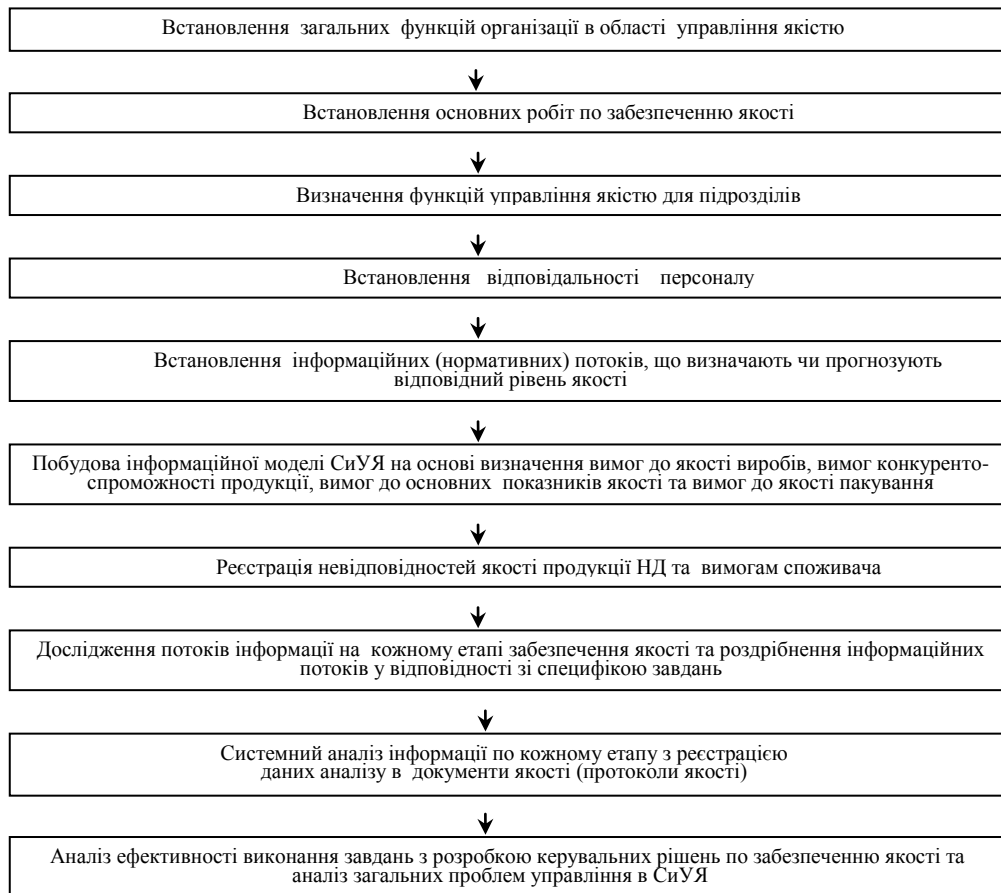 Встановлення загальних функцій організації в області управління якістю
Встановлення основних робіт по забезпеченню якості
Визначення функцій управління якістю для підрозділів
Встановлення відповідальності персоналу
Встановлення інформаційних (нормативних) потоків, що визначають чи прогнозують
відповідний рівень якості
Побудова інформаційної моделі СиУЯ на основі визначення вимог до якості виробів, вимог конкуренто-
спроможності продукції, вимог до основних показників якості та вимог до якості пакування
Реєстрація невідповідностей якості продукції НД та вимогам споживача
Дослідження потоків інформації на кожному етапі забезпечення якості та роздрібнення інформаційних
потоків у відповідності зі специфікою завдань
Системний аналіз інформації по кожному етапу з реєстрацією
даних аналізу в документи якості (протоколи якості)
Аналіз ефективності виконання завдань з розробкою керувальних рішень по забезпеченню якості та
аналіз загальних проблем управління в СиУЯ